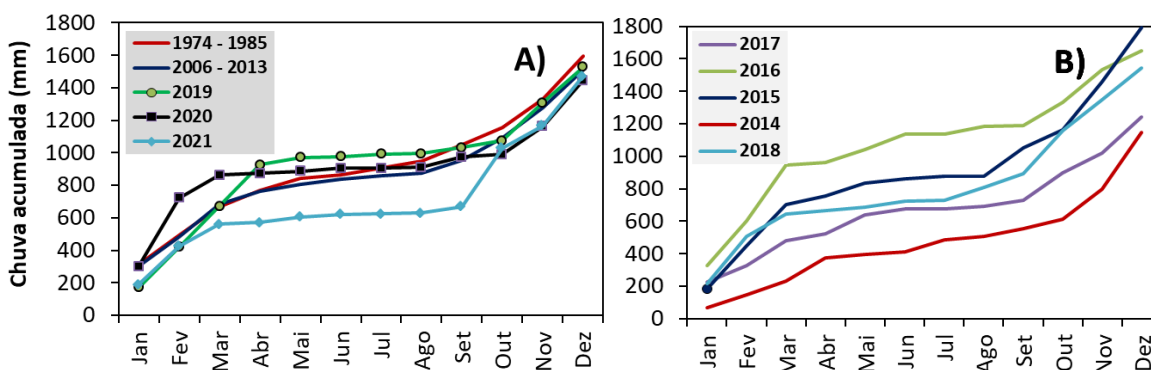 Chuva acumulada (mm)
1800
1600
1400
1200
1000
800
600
400
200
0
1974 - 1985
2006 - 2013
2019
2020
2021
A)
Jan
Fev
Mar
Abr
Mai
Jun
Jul
Ago
Set
Out
Nov
Dez
1800
1600
1400
1200
1000
800
600
400
200
0
2017
2016
2015
2014
2018
B)
Jan
Fev
Mar
Abr
Mai
Jun
Jul
Ago
Set
Out
Nov
Dez